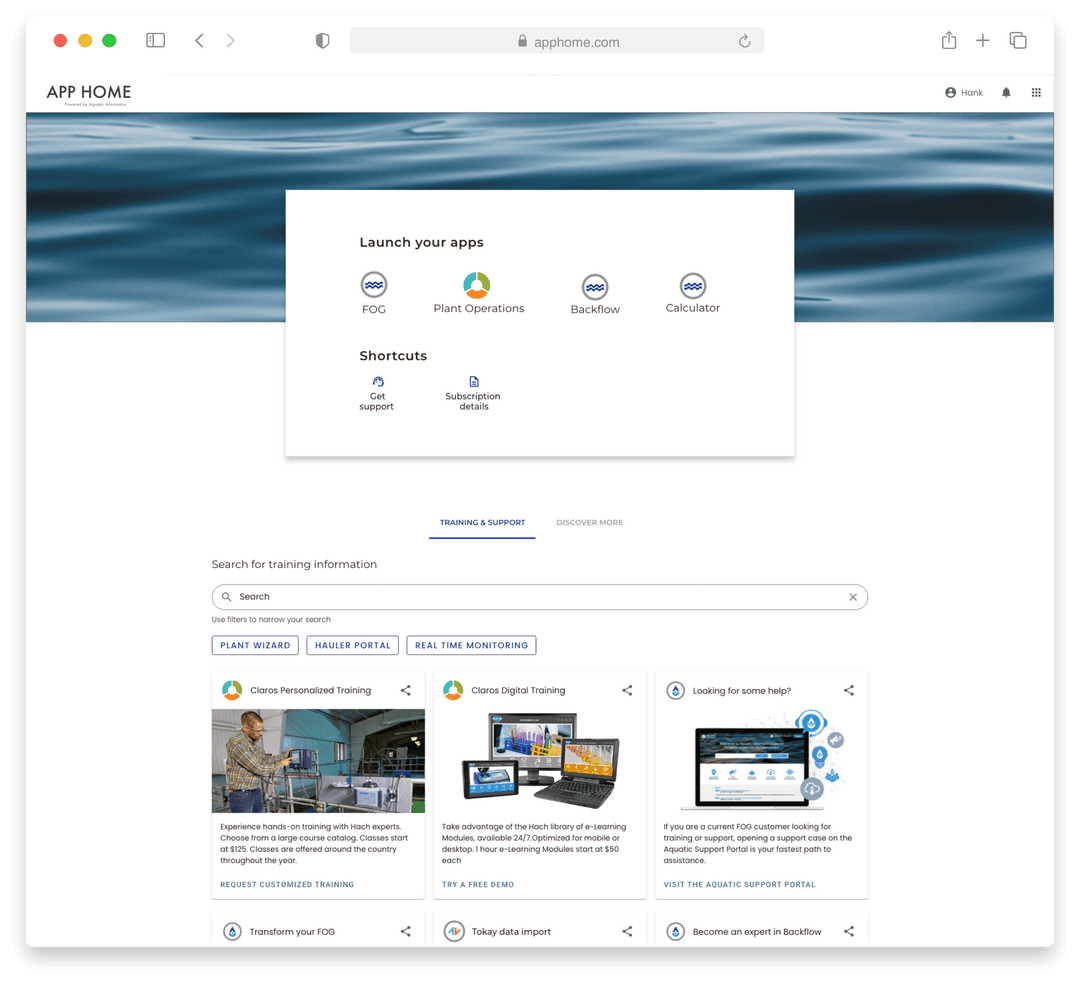 apphome.com
APP HOME
Powered by Aquatic Informatics
Hank
Launch your apps
FOG
Plant Operations
Backflow
Calculator
Shortcuts
Get
support
Subscription
details
TRAINING & SUPPORT
DISCOVER MORE
Search for training information
Search
Use filters to narrow your search
PLANT WIZARD
HAULER PORTAL
REAL TIME MONITORING
Claros Personalized Training
Experience hands-on training with Hach experts.
Choose from a large course catalog. Classes start
at $125. Classes are offered around the country
throughout the year.
REQUEST CUSTOMIZED TRAINING
Claros Digital Training
Take advantage of the Hach library of e-Learning
Modules, available 24/7.Optimized for mobile or
desktop. 1 hour e-Learning Modules start at $50
each
TRY A FREE DEMO
Looking for some help?
If you are a current FOG customer looking for
training or support, opening a support case on the
Aquatic Support Portal is your fastest path to
assistance.
VISIT THE AQUATIC SUPPORT PORTAL
Transform your FOG
Tokay data import
Become an expert in Backflow